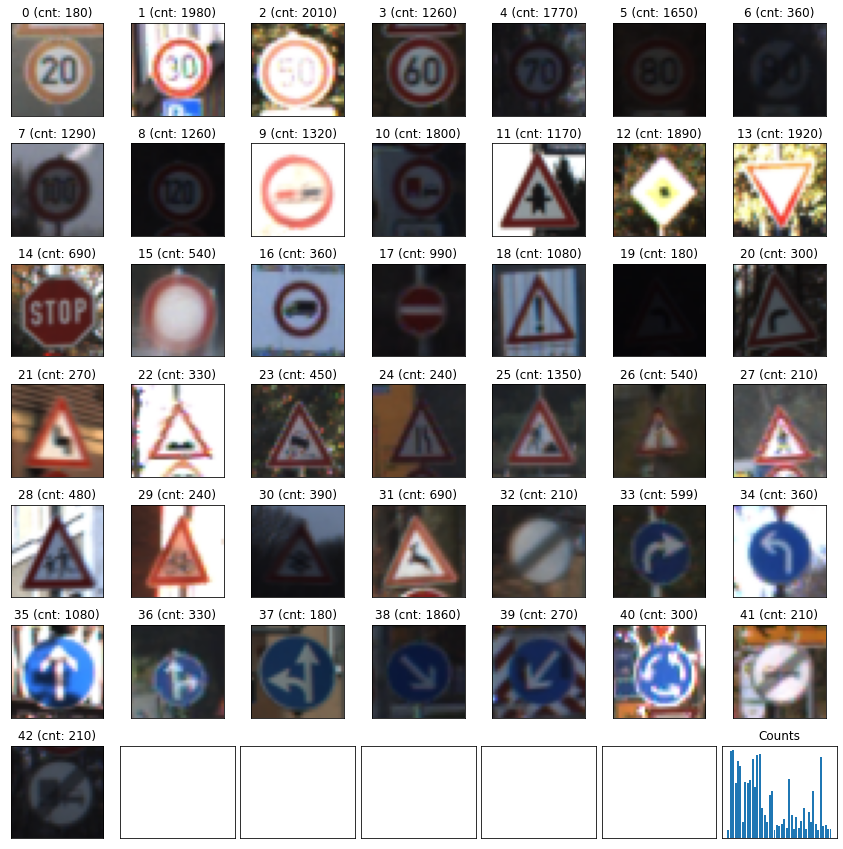 0 (cnt: 180) 1 (cnt: 1980) 2 (cnt: 2010) 3 (cnt: 1260) 4 (cnt: 1770) 5 (cnt: 1650) 6 (cnt: 360)
20 30 50 60 70 80 80
7 (cnt: 1290) 8 (cnt: 1260) 9 (cnt: 1320) 10 (cnt: 1800) 11 (cnt: 1170) 12 (cnt: 1890) 13 (cnt: 1920)
100 120
14 (cnt: 690) 15 (cnt: 540) 16 (cnt: 360) 17 (cnt: 990) 18 (cnt: 1080) 19 (cnt: 180) 20 (cnt: 300)
STOP
21 (cnt: 270) 22 (cnt: 330) 23 (cnt: 450) 24 (cnt: 240) 25 (cnt: 1350) 26 (cnt: 540) 27 (cnt: 210)
28 (cnt: 480) 29 (cnt: 240) 30 (cnt: 390) 31 (cnt: 690) 32 (cnt: 210) 33 (cnt: 599) 34 (cnt: 360)
35 (cnt: 1080) 36 (cnt: 330) 37 (cnt: 180) 38 (cnt: 1860) 39 (cnt: 270) 40 (cnt: 300) 41 (cnt: 210)
42 (cnt: 210) Counts